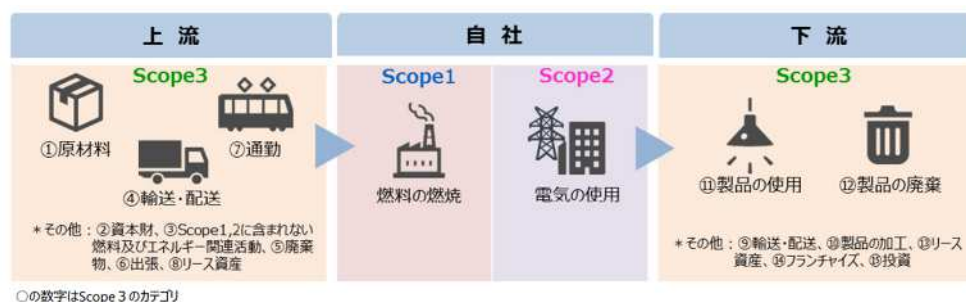 上 流
自 社
下 流
Scope3
Scope1
Scope2
Scope3
①原材料
⑦通勤
④輸送・配送
燃料の燃焼
電気の使用
⑪製品の使用
⑫製品の廃棄
*その他：②資本財、③Scope1,2に含まれない
燃料及びエネルギー関連活動、⑤廃棄
物、⑥出張、⑧リース資産
*その他：⑨輸送・配送、⑩製品の加工、⑬リース
資産、⑭フランチャイズ、⑮投資
○の数字はScope 3 のカテゴリ